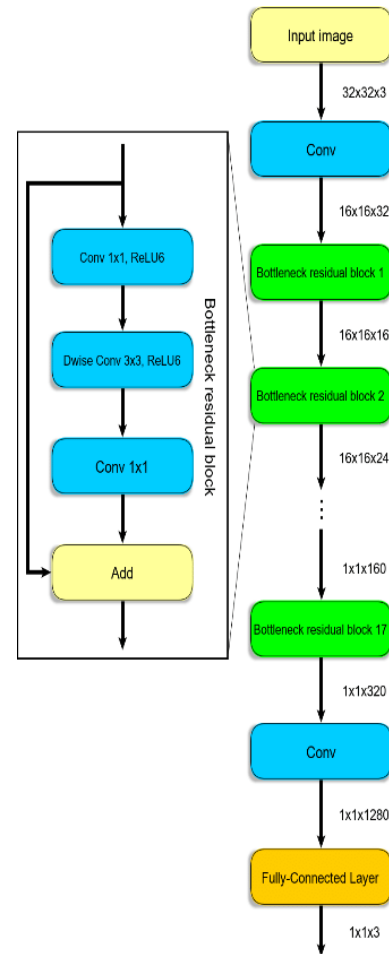 Input image
32x32x3
Conv
16x16x32
Bottleneck residual block 1
16x16x16
Bottleneck residual block 2
16x16x24
⋮
1x1x160
Bottleneck residual block 17
1x1x320
Conv
1x1x1280
Fully-Connected Layer
1x1x3
Conv 1x1, ReLU6
Dwise Conv 3x3, ReLU6
Conv 1x1
Add
Bottleneck residual block